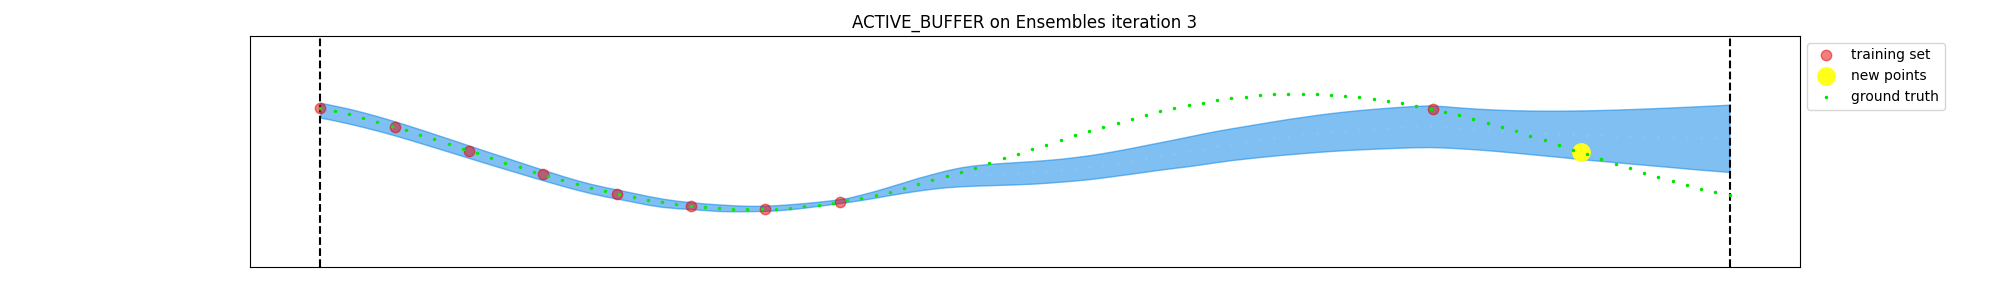 ACTIVE_BUFFER on Ensembles iteration 3
training set
new points
ground truth